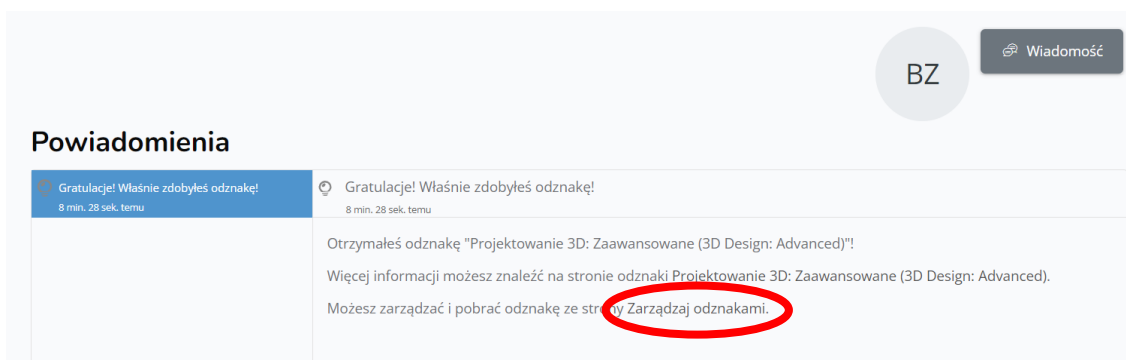 BZ
Wiadomość
Powiadomienia
Gratulacje! Właśnie zdobyłeś odznakę!
8 min. 28 sek. temu
Gratulacje! Właśnie zdobyłeś odznakę!
8 min. 28 sek. temu
Otrzymałeś odznakę "Projektowanie 3D: Zaawansowane (3D Design: Advanced)"!
Więcej informacji możesz znaleźć na stronie odznaki Projektowanie 3D: Zaawansowane (3D Design: Advanced).
Możesz zarządzać i pobrać odznakę ze strony Zarządzaj odznakami.